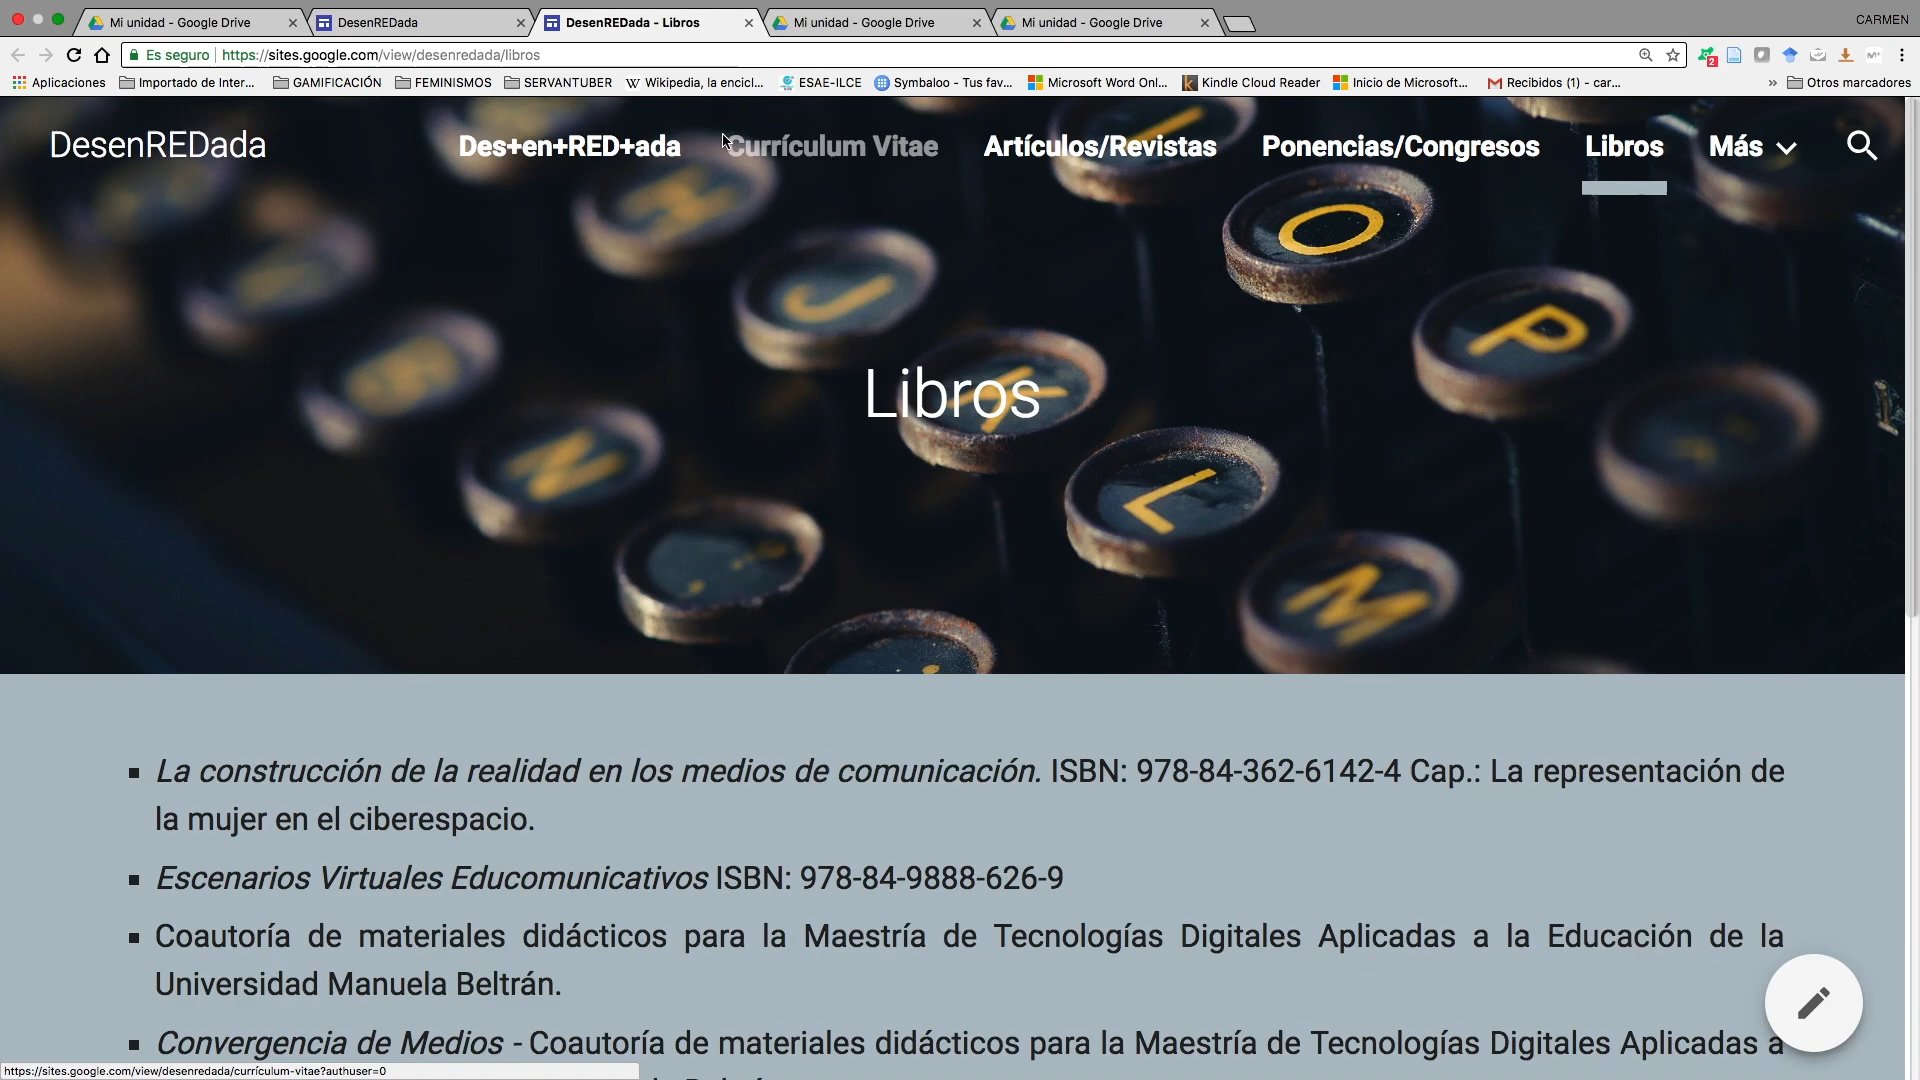 Mi unidad - Google Drive
DesenREDada
DesenREDada - Libros
Mi unidad - Google Drive
Mi unidad - Google Drive
CARMEN
Es seguro
https://sites.google.com/view/desenredada/libros
2
Aplicaciones
Importado de Inter...
GAMIFICACIÓN
FEMINISMOS
SERVANTUBER
W Wikipedia, la encicl...
ESAE-ILCE
Symbaloo - Tus fav...
Microsoft Word Onl...
Kindle Cloud Reader
Inicio de Microsoft...
Recibidos (1) - car...
»
Otros marcadores
DesenREDada
Des+en+RED+ada
Currículum Vitae
Artículos/Revistas
Ponencias/Congresos
Libros
Más
I
H
O
J
P
Libros
K
B
N
L
M
▪ La construcción de la realidad en los medios de comunicación. ISBN: 978-84-362-6142-4 Cap.: La representación de
la mujer en el ciberespacio.
▪ Escenarios Virtuales Educomunicativos ISBN: 978-84-9888-626-9
▪ Coautoría de materiales didácticos para la Maestría de Tecnologías Digitales Aplicadas a la Educación de la
Universidad Manuela Beltrán.
▪ Convergencia de Medios - Coautoría de materiales didácticos para la Maestría de Tecnologías Digitales Aplicadas a
https://sites.google.com/view/desenredada/currículum-vitae?authuser=0